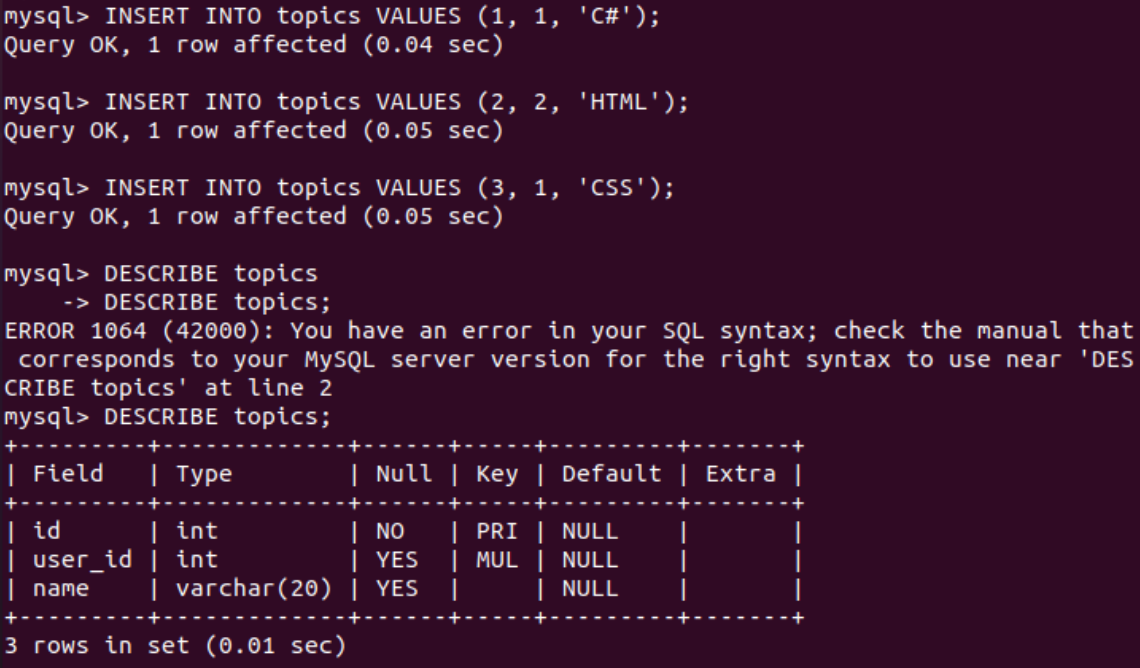 mysql> INSERT INTO topics VALUES (1, 1, 'C#');
Query OK, 1 row affected (0.04 sec)

mysql> INSERT INTO topics VALUES (2, 2, 'HTML');
Query OK, 1 row affected (0.05 sec)

mysql> INSERT INTO topics VALUES (3, 1, 'CSS');
Query OK, 1 row affected (0.05 sec)

mysql> DESCRIBE topics
    -> DESCRIBE topics;
ERROR 1064 (42000): You have an error in your SQL syntax; check the manual that
 corresponds to your MySQL server version for the right syntax to use near 'DES
CRIBE topics' at line 2
mysql> DESCRIBE topics;
+---------+-------------+------+-----+---------+-------+
| Field   | Type        | Null | Key | Default | Extra |
+---------+-------------+------+-----+---------+-------+
| id      | int         | NO   | PRI | NULL    |       |
| user_id | int         | YES  | MUL | NULL    |       |
| name    | varchar(20) | YES  |     | NULL    |       |
+---------+-------------+------+-----+---------+-------+
3 rows in set (0.01 sec)